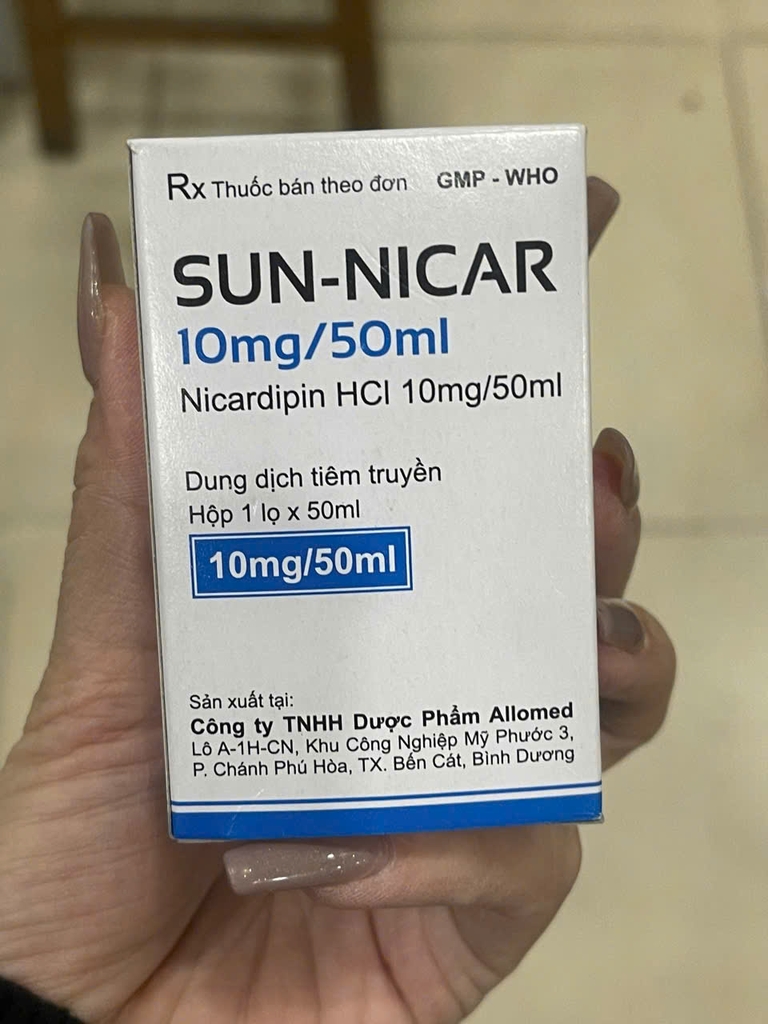 Rx Thuốc bán theo đơn GMP - WHO
SUN-NICAR
10mg/50ml
Nicardipin HCl 10mg/50ml
Dung dịch tiêm truyền
Hộp 1 lọ x 50ml
10mg/50ml
Sản xuất tại:
Công ty TNHH Dược Phẩm Allomed
Lô A-1H-CN, Khu Công Nghiệp Mỹ Phước 3,
P. Chánh Phú Hòa, TX. Bến Cát, Bình Dương